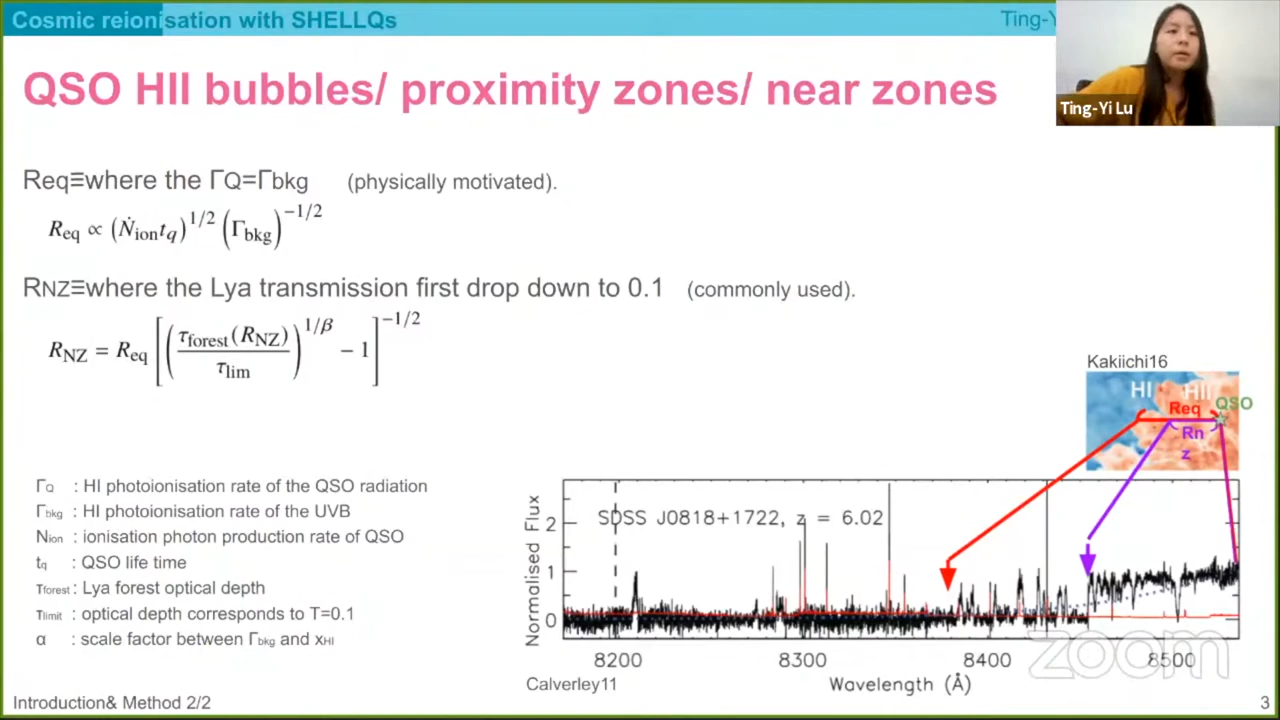 Cosmic reionisation with SHELLQs
Ting-Y
QSO HII bubbles/ proximity zones/ near zones
Ting-Yi Lu
Req≡where the ΓQ=Γbkg (physically motivated).
R_eq ∝ (Ṅ_ion t_q)^{1/2} (Γ_bkg)^{−1/2}
RNZ≡where the Lya transmission first drop down to 0.1 (commonly used).
R_NZ = R_eq [ ( τ_forest(R_NZ) / τ_lim )^{1/β} − 1 ]^{−1/2}
Kakiichi16
HI HII
QSO
Req
Rn
z
ΓQ : HI photoionisation rate of the QSO radiation
Γbkg : HI photoionisation rate of the UVB
Nion : ionisation photon production rate of QSO
tq : QSO life time
τforest : Lya forest optical depth
τlimit : optical depth corresponds to T=0.1
α : scale factor between Γbkg and xHI
SDSS J0818+1722, z = 6.02
Normalised Flux
2
1
0
8200 8300 8400 8500
Wavelength (Å)
Calverley11
zoom
Introduction& Method 2/2
3